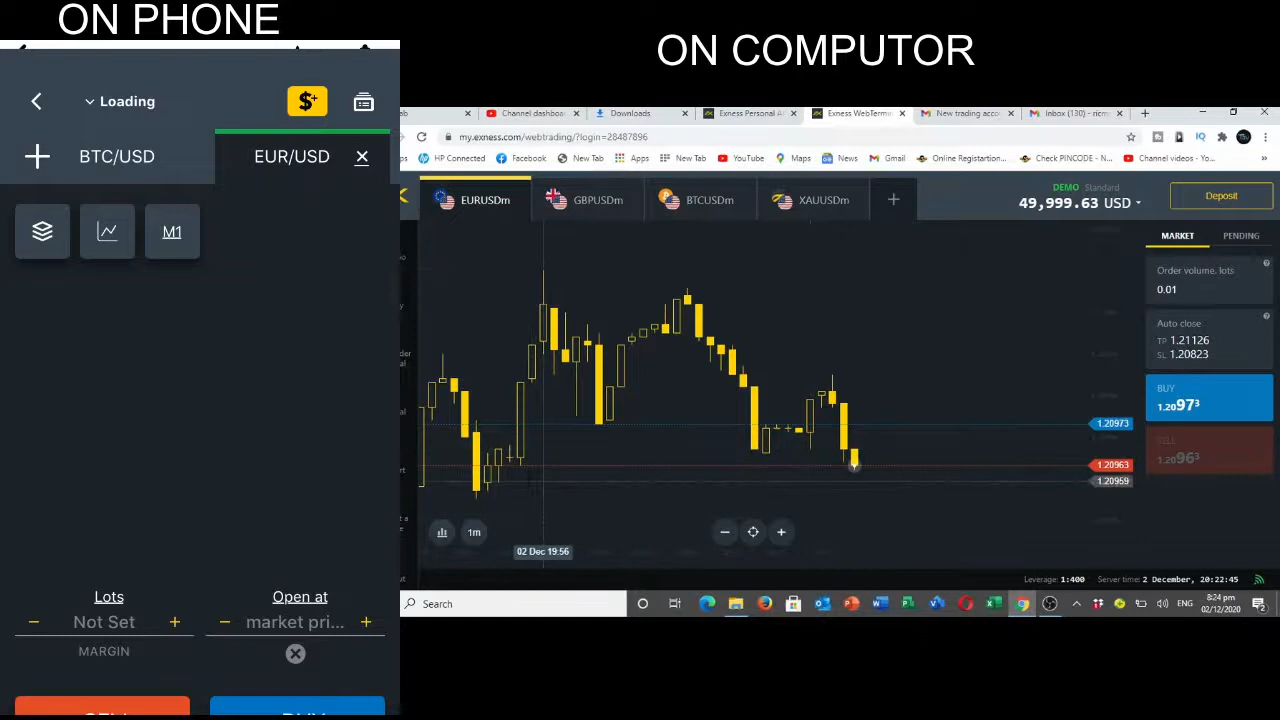 ON PHONE
ON COMPUTOR
Loading
BTC/USD
EUR/USD
M1
Lots
Open at
Not Set
market pri...
MARGIN
Channel dashboa
Downloads
Exness Personal A
Exness WebTermin
New trading acco
Inbox (130) - ricm
my.exness.com/webtrading/?login=28487896
HP Connected
Facebook
New Tab
YouTube
Apps
New Tab
YouTube
Maps
News
Gmail
Online Regisrtation...
Check PINCODE - N...
Channel videos - Yo...
EURUSDm
GBPUSDm
BTCUSDm
XAUUSDm
DEMO Standard
49,999.63 USD
Deposit
MARKET
PENDING
Order volume. lots
0.01
Auto close
TP 1.21126
SL 1.20823
BUY
1.20973
SELL
1.20963
1.20973
1.20963
1.20959
1m
02 Dec 19:56
Leverage: 1:400
Server time: 2 December, 20:22:45
Search
ENG
8:24 pm
02/12/2020